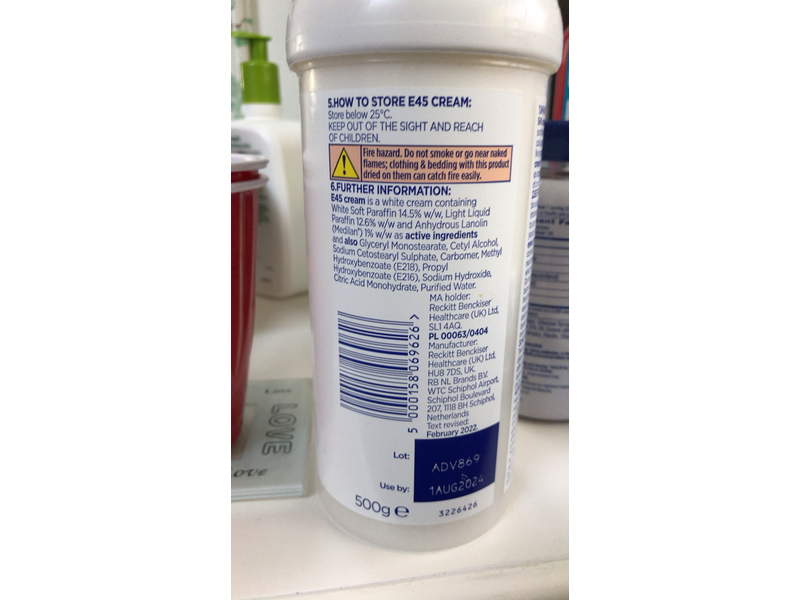 5.HOW TO STORE E45 CREAM:
Store below 25°C.
KEEP OUT OF THE SIGHT AND REACH
OF CHILDREN.
Fire hazard. Do not smoke or go near naked
flames; clothing & bedding with this product
dried on them can catch fire easily.
6.FURTHER INFORMATION:
E45 cream is a white cream containing
White Soft Paraffin 14.5% w/w, Light Liquid
Paraffin 12.6% w/w and Anhydrous Lanolin
(Medilan®) 1% w/w as active ingredients
and also Glyceryl Monostearate, Cetyl Alcohol,
Sodium Cetostearyl Sulphate, Carbomer, Methyl
Hydroxybenzoate (E218), Propyl
Hydroxybenzoate (E216), Sodium Hydroxide,
Citric Acid Monohydrate, Purified Water.
MA holder:
Reckitt Benckiser
Healthcare (UK) Ltd,
SL1 4AQ.
PL 00063/0404
Manufacturer:
Reckitt Benckiser
Healthcare (UK) Ltd,
HU8 7DS, UK.
RB NL Brands B.V.
WTC Schiphol Airport,
Schiphol Boulevard
207, 1118 BH Schiphol,
Netherlands
Text revised:
February 2022.
5 000158 069626 >
Lot:
ADV869
Use by:
1AUG2024
500g e
3226426
Love
LOVE
ove